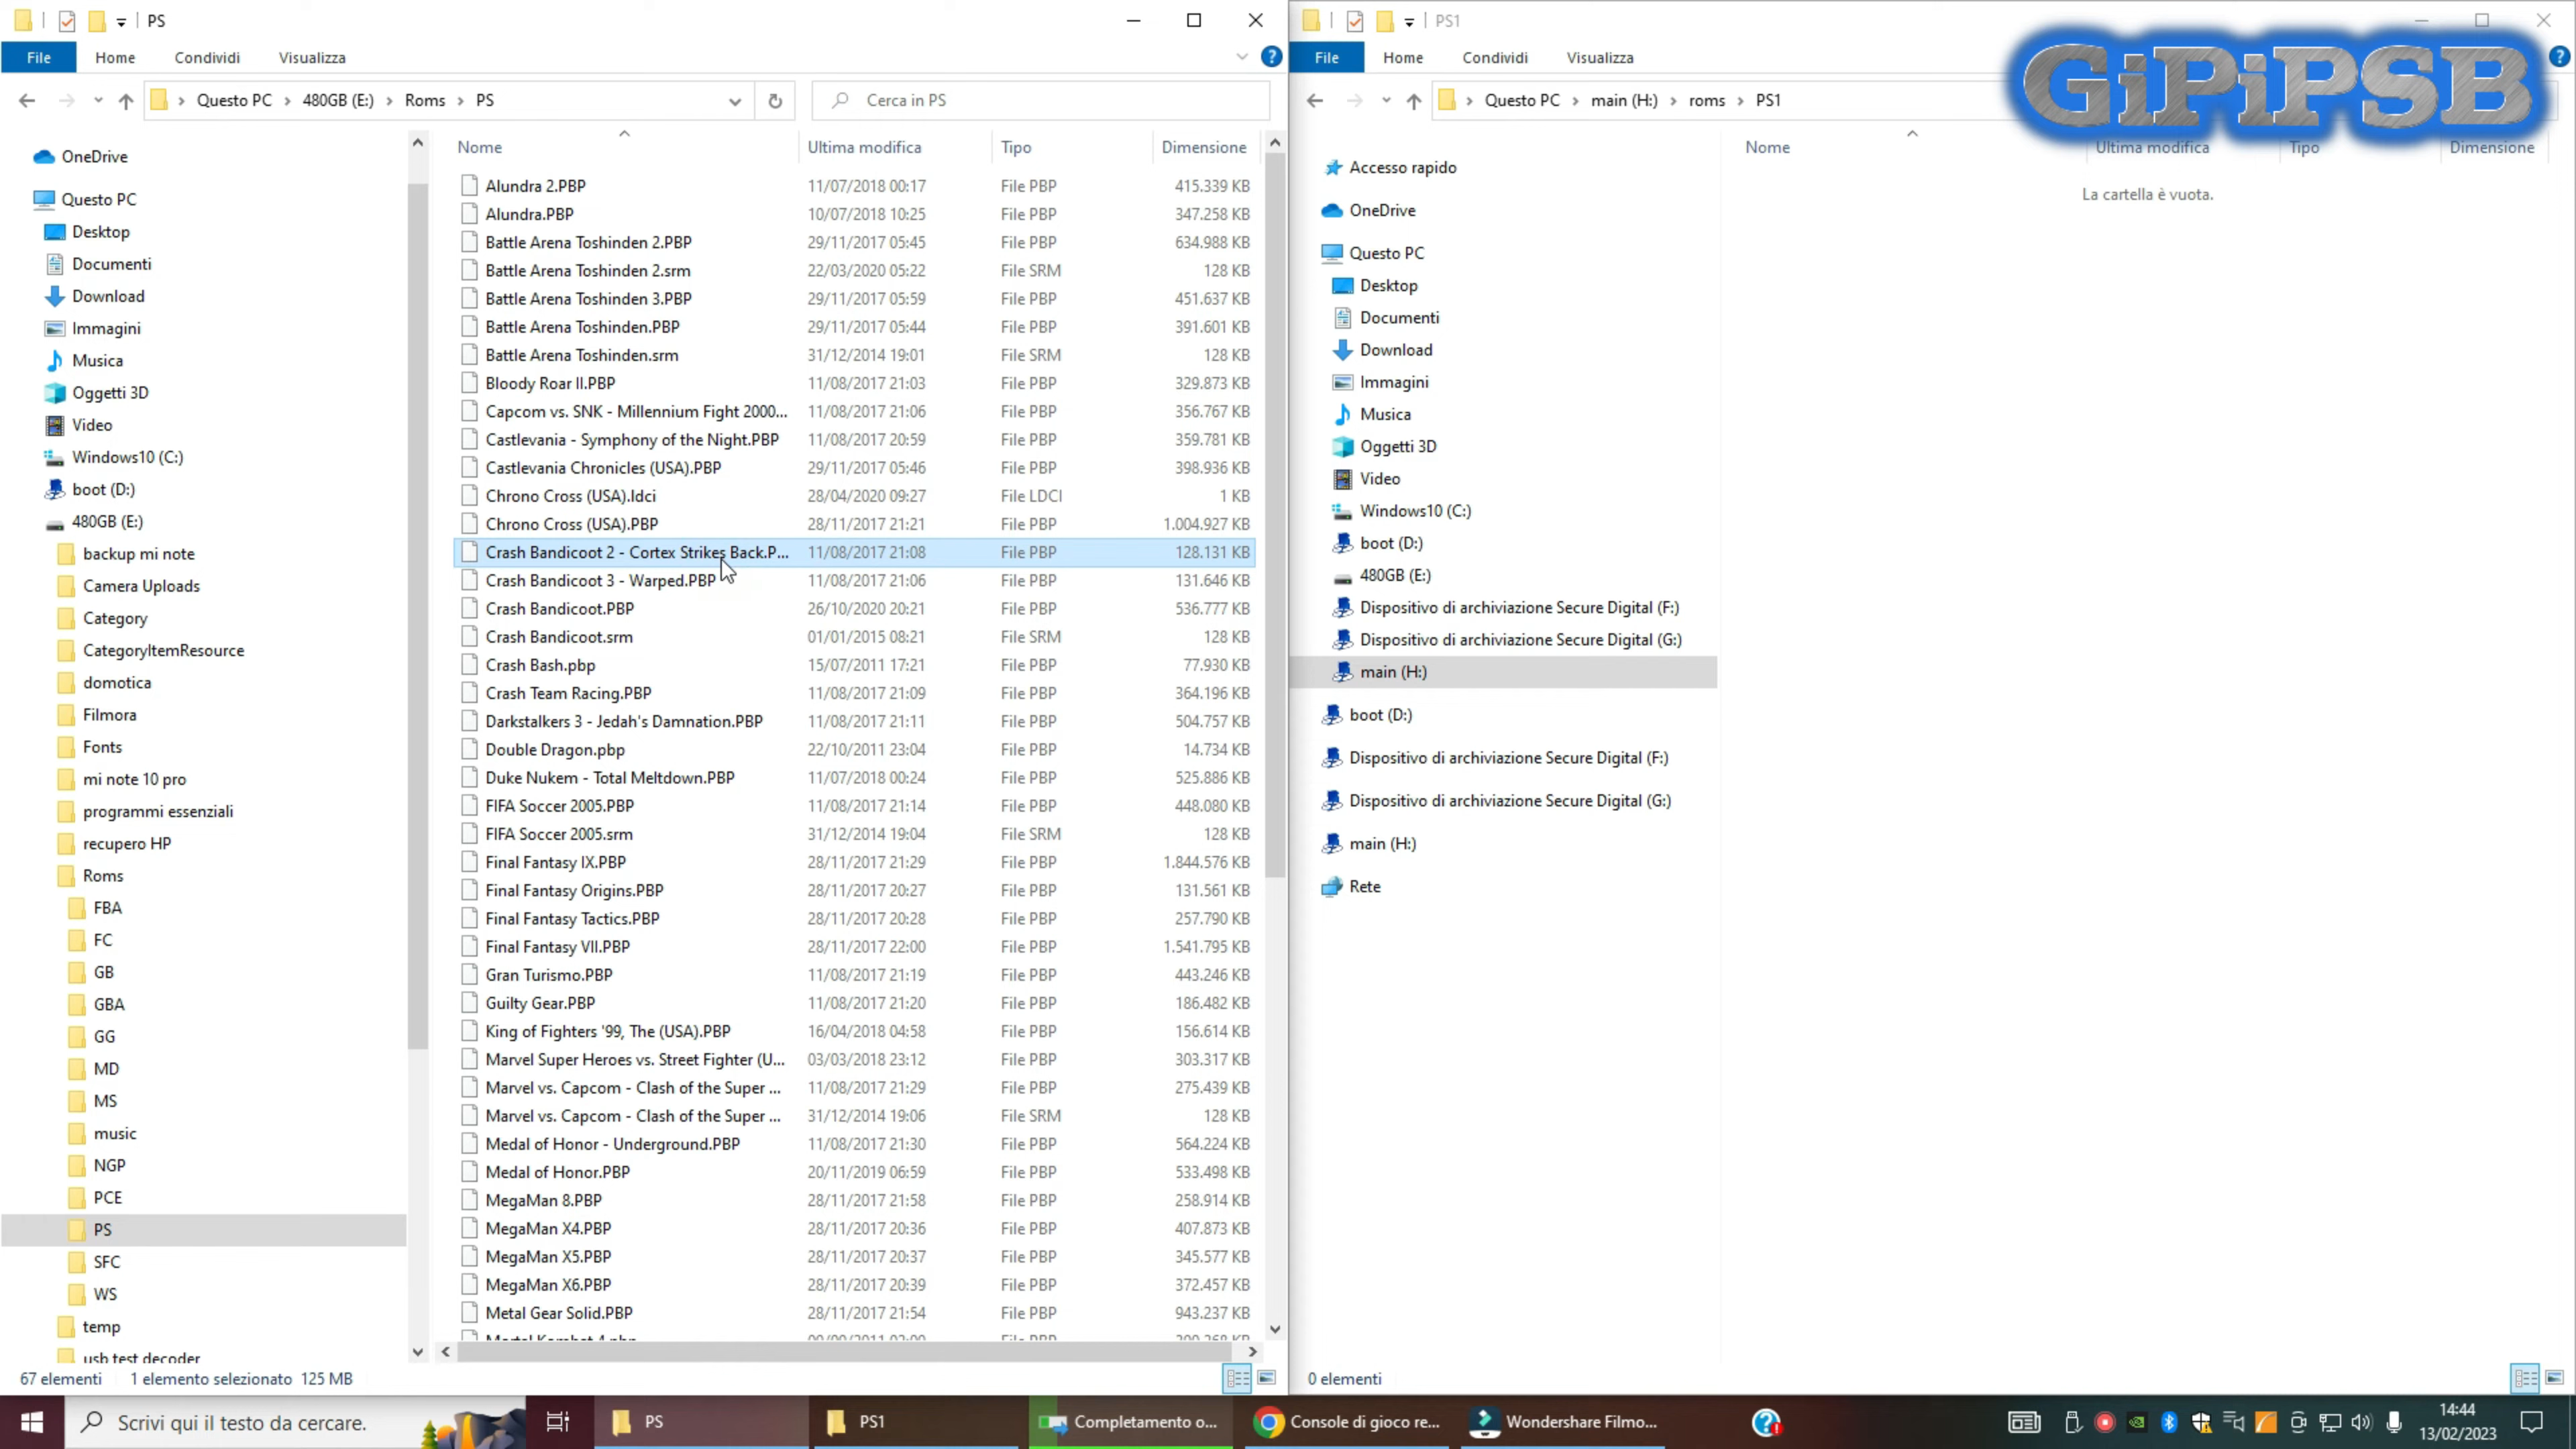 PS
File Home Condividi Visualizza
Questo PC 480GB (E:) Roms PS
Cerca in PS
OneDrive
Questo PC
Desktop
Documenti
Download
Immagini
Musica
Oggetti 3D
Video
Windows10 (C:)
boot (D:)
480GB (E:)
backup mi note
Camera Uploads
Category
CategoryItemResource
domotica
Filmora
Fonts
mi note 10 pro
programmi essenziali
recupero HP
Roms
FBA
FC
GB
GBA
GG
MD
MS
music
NGP
PCE
PS
SFC
WS
temp
usb test decoder
Nome Ultima modifica Tipo Dimensione
Alundra 2.PBP 11/07/2018 00:17 File PBP 415.339 KB
Alundra.PBP 10/07/2018 10:25 File PBP 347.258 KB
Battle Arena Toshinden 2.PBP 29/11/2017 05:45 File PBP 634.988 KB
Battle Arena Toshinden 2.srm 22/03/2020 05:22 File SRM 128 KB
Battle Arena Toshinden 3.PBP 29/11/2017 05:59 File PBP 451.637 KB
Battle Arena Toshinden.PBP 29/11/2017 05:44 File PBP 391.601 KB
Battle Arena Toshinden.srm 31/12/2014 19:01 File SRM 128 KB
Bloody Roar II.PBP 11/08/2017 21:03 File PBP 329.873 KB
Capcom vs. SNK - Millennium Fight 2000... 11/08/2017 21:06 File PBP 356.767 KB
Castlevania - Symphony of the Night.PBP 11/08/2017 20:59 File PBP 359.781 KB
Castlevania Chronicles (USA).PBP 29/11/2017 05:46 File PBP 398.936 KB
Chrono Cross (USA).ldci 28/04/2020 09:27 File LDCI 1 KB
Chrono Cross (USA).PBP 28/11/2017 21:21 File PBP 1.004.927 KB
Crash Bandicoot 2 - Cortex Strikes Back.P... 11/08/2017 21:08 File PBP 128.131 KB
Crash Bandicoot 3 - Warped.PBP 11/08/2017 21:06 File PBP 131.646 KB
Crash Bandicoot.PBP 26/10/2020 20:21 File PBP 536.777 KB
Crash Bandicoot.srm 01/01/2015 08:21 File SRM 128 KB
Crash Bash.pbp 15/07/2011 17:21 File PBP 77.930 KB
Crash Team Racing.PBP 11/08/2017 21:09 File PBP 364.196 KB
Darkstalkers 3 - Jedah's Damnation.PBP 11/08/2017 21:11 File PBP 504.757 KB
Double Dragon.pbp 22/10/2011 23:04 File PBP 14.734 KB
Duke Nukem - Total Meltdown.PBP 11/07/2018 00:24 File PBP 525.886 KB
FIFA Soccer 2005.PBP 11/08/2017 21:14 File PBP 448.080 KB
FIFA Soccer 2005.srm 31/12/2014 19:04 File SRM 128 KB
Final Fantasy IX.PBP 28/11/2017 21:29 File PBP 1.844.576 KB
Final Fantasy Origins.PBP 28/11/2017 20:27 File PBP 131.561 KB
Final Fantasy Tactics.PBP 28/11/2017 20:28 File PBP 257.790 KB
Final Fantasy VII.PBP 28/11/2017 22:00 File PBP 1.541.795 KB
Gran Turismo.PBP 11/08/2017 21:19 File PBP 443.246 KB
Guilty Gear.PBP 11/08/2017 21:20 File PBP 186.482 KB
King of Fighters '99, The (USA).PBP 16/04/2018 04:58 File PBP 156.614 KB
Marvel Super Heroes vs. Street Fighter (U... 03/03/2018 23:12 File PBP 303.317 KB
Marvel vs. Capcom - Clash of the Super ... 11/08/2017 21:29 File PBP 275.439 KB
Marvel vs. Capcom - Clash of the Super ... 31/12/2014 19:06 File SRM 128 KB
Medal of Honor - Underground.PBP 11/08/2017 21:30 File PBP 564.224 KB
Medal of Honor.PBP 20/11/2019 06:59 File PBP 533.498 KB
MegaMan 8.PBP 28/11/2017 21:58 File PBP 258.914 KB
MegaMan X4.PBP 28/11/2017 20:36 File PBP 407.873 KB
MegaMan X5.PBP 28/11/2017 20:37 File PBP 345.577 KB
MegaMan X6.PBP 28/11/2017 20:39 File PBP 372.457 KB
Metal Gear Solid.PBP 28/11/2017 21:54 File PBP 943.237 KB
67 elementi 1 elemento selezionato 125 MB
PS1
GiPiPSB
File Home Condividi Visualizza
Questo PC main (H:) roms PS1
Accesso rapido
OneDrive
Questo PC
Desktop
Documenti
Download
Immagini
Musica
Oggetti 3D
Video
Windows10 (C:)
boot (D:)
480GB (E:)
Dispositivo di archiviazione Secure Digital (F:)
Dispositivo di archiviazione Secure Digital (G:)
main (H:)
boot (D:)
Dispositivo di archiviazione Secure Digital (F:)
Dispositivo di archiviazione Secure Digital (G:)
main (H:)
Rete
Nome Ultima modifica Tipo Dimensione
La cartella è vuota.
0 elementi
Scrivi qui il testo da cercare.
PS
PS1
Completamento o...
Console di gioco re...
Wondershare Filmo...
14:44
13/02/2023